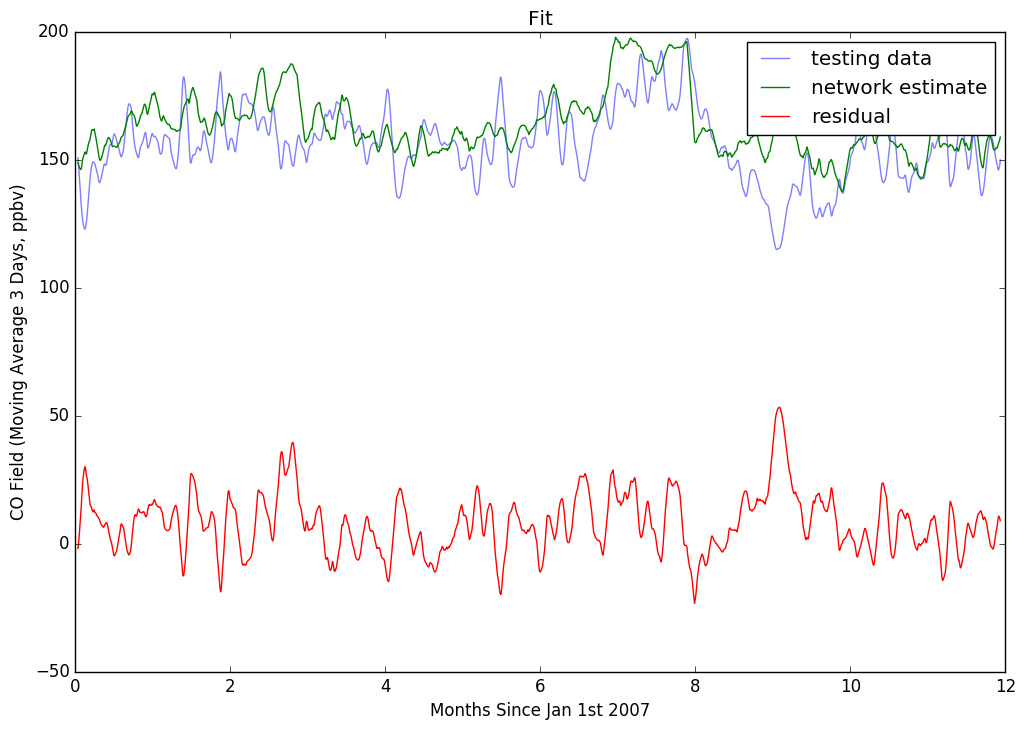 Fit
testing data
network estimate
residual
CO Field (Moving Average 3 Days, ppbv)
200
150
100
50
0
−50
0 2 4 6 8 10 12
Months Since Jan 1st 2007